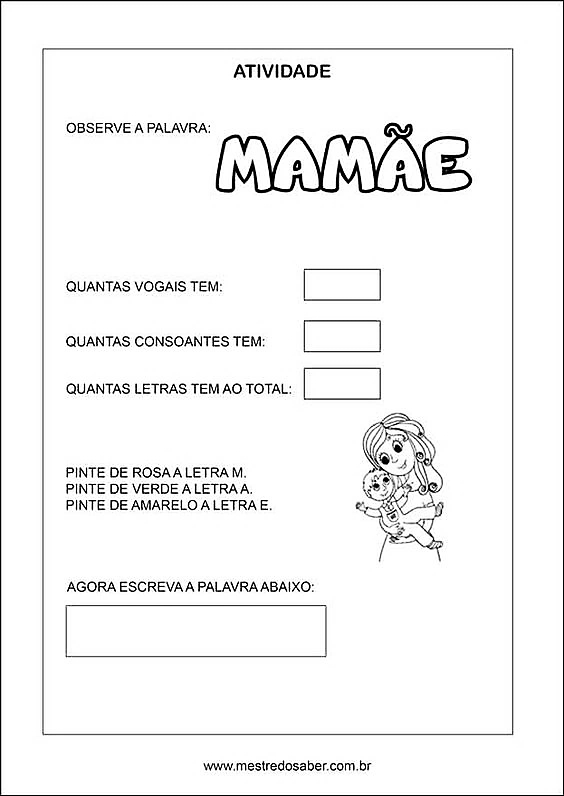 ATIVIDADE
OBSERVE A PALAVRA:
MAMÃE
QUANTAS VOGAIS TEM:
QUANTAS CONSOANTES TEM:
QUANTAS LETRAS TEM AO TOTAL:
PINTE DE ROSA A LETRA M.
PINTE DE VERDE A LETRA A.
PINTE DE AMARELO A LETRA E.
AGORA ESCREVA A PALAVRA ABAIXO:
www.mestredosaber.com.br